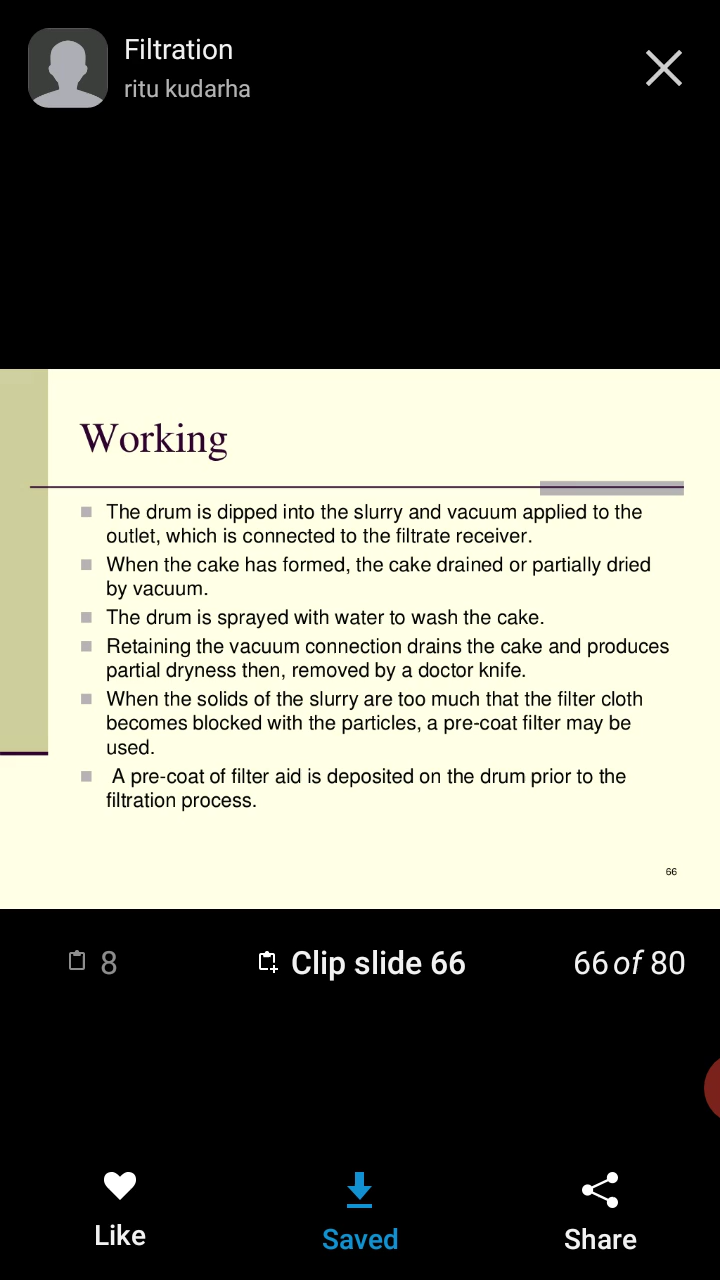 Filtration
ritu kudarha
Working
The drum is dipped into the slurry and vacuum applied to the
outlet, which is connected to the filtrate receiver.
When the cake has formed, the cake drained or partially dried
by vacuum.
The drum is sprayed with water to wash the cake.
Retaining the vacuum connection drains the cake and produces
partial dryness then, removed by a doctor knife.
When the solids of the slurry are too much that the filter cloth
becomes blocked with the particles, a pre-coat filter may be
used.
A pre-coat of filter aid is deposited on the drum prior to the
filtration process.
66
8
Clip slide 66
66 of 80
Like
Saved
Share